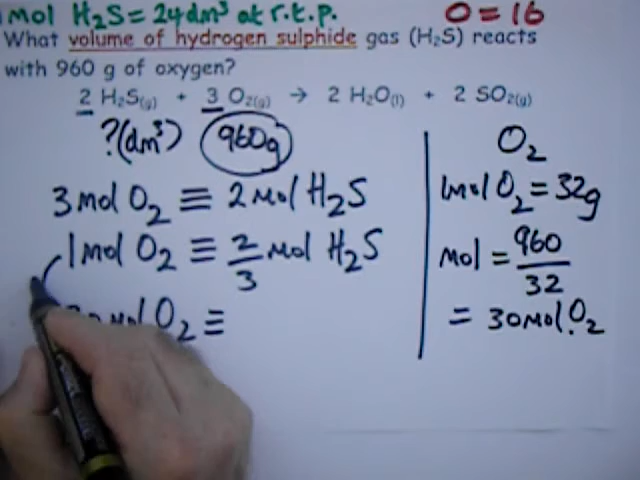 1 mol H₂S = 24dm³ at r.t.p. O = 16
What volume of hydrogen sulphide gas (H₂S) reacts
with 960 g of oxygen?
2 H₂S(g) + 3 O₂(g) → 2 H₂O(l) + 2 SO₂(g)
?(dm³) 960g
3 mol O₂ ≡ 2 mol H₂S
1 mol O₂ ≡ 2/3 mol H₂S
mol O₂ ≡
O₂
1 mol O₂ = 32g
mol = 960/32
= 30 mol O₂